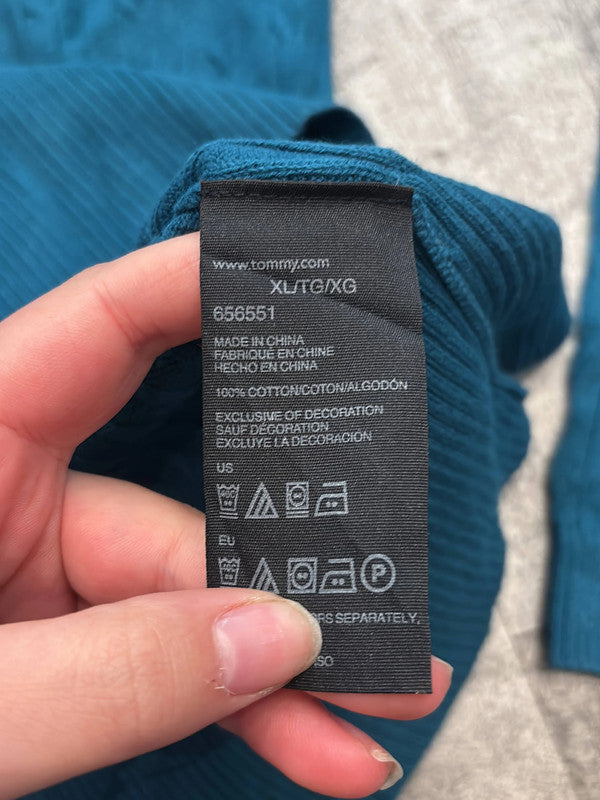 www.tommy.com
XL/TG/XG
656551
MADE IN CHINA
FABRIQUÉ EN CHINE
HECHO EN CHINA
100% COTTON/COTON/ALGODÓN
EXCLUSIVE OF DECORATION
SAUF DÉCORATION
EXCLUYE LA DECORACIÓN
US
EU
P
SEPARATELY,